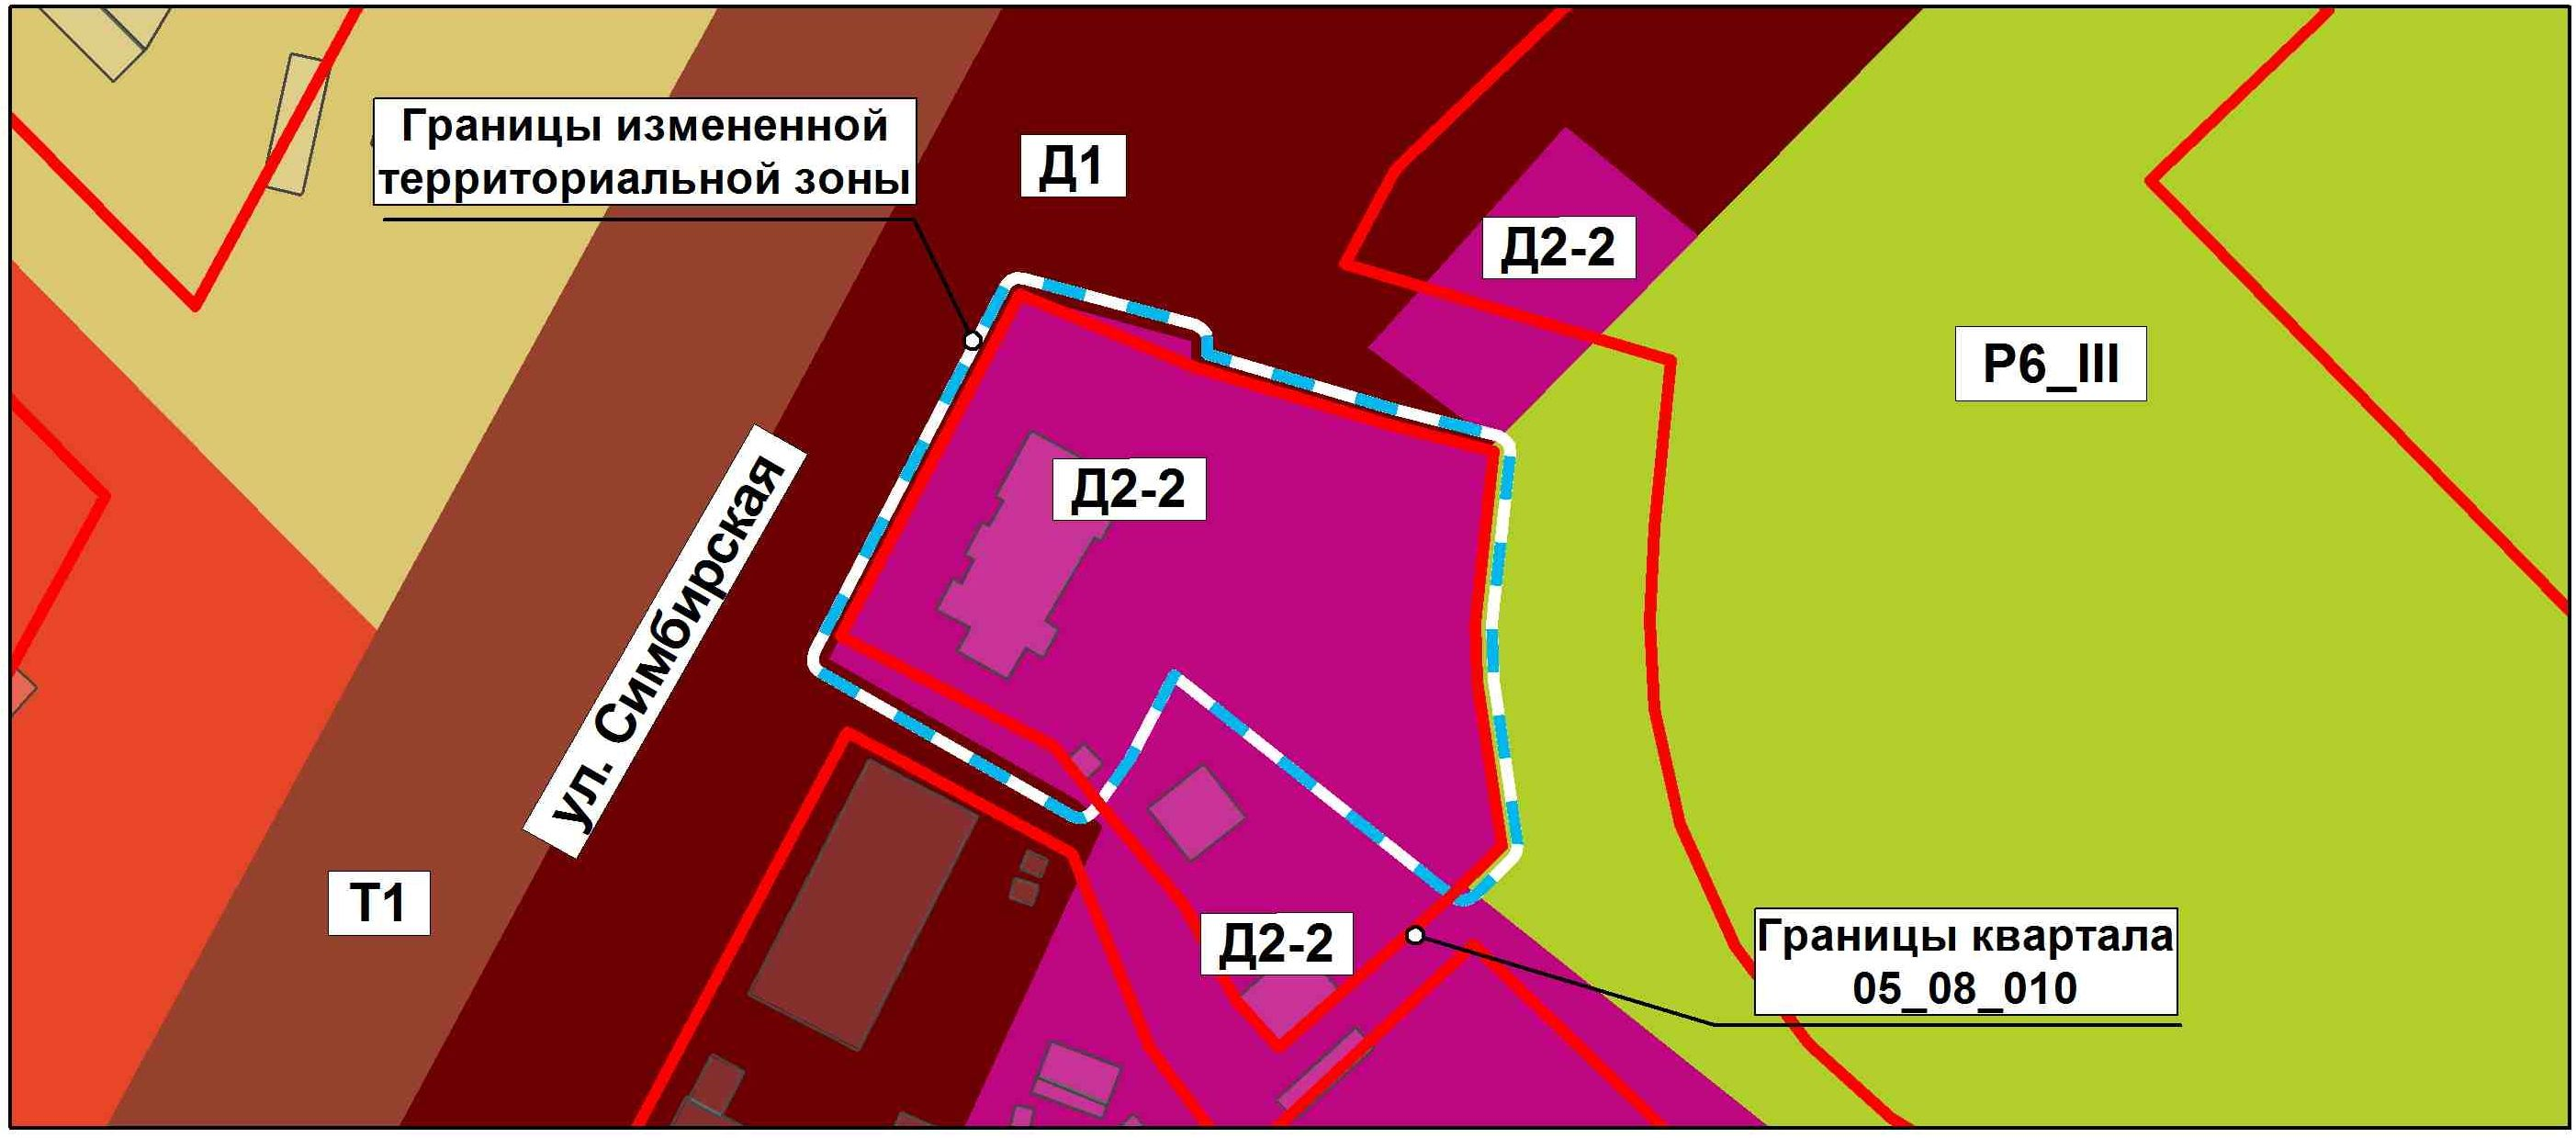 Границы измененной
территориальной зоны
Д1
Д2-2
Р6_III
Д2-2
ул. Симбирская
Т1
Д2-2
Границы квартала
05_08_010